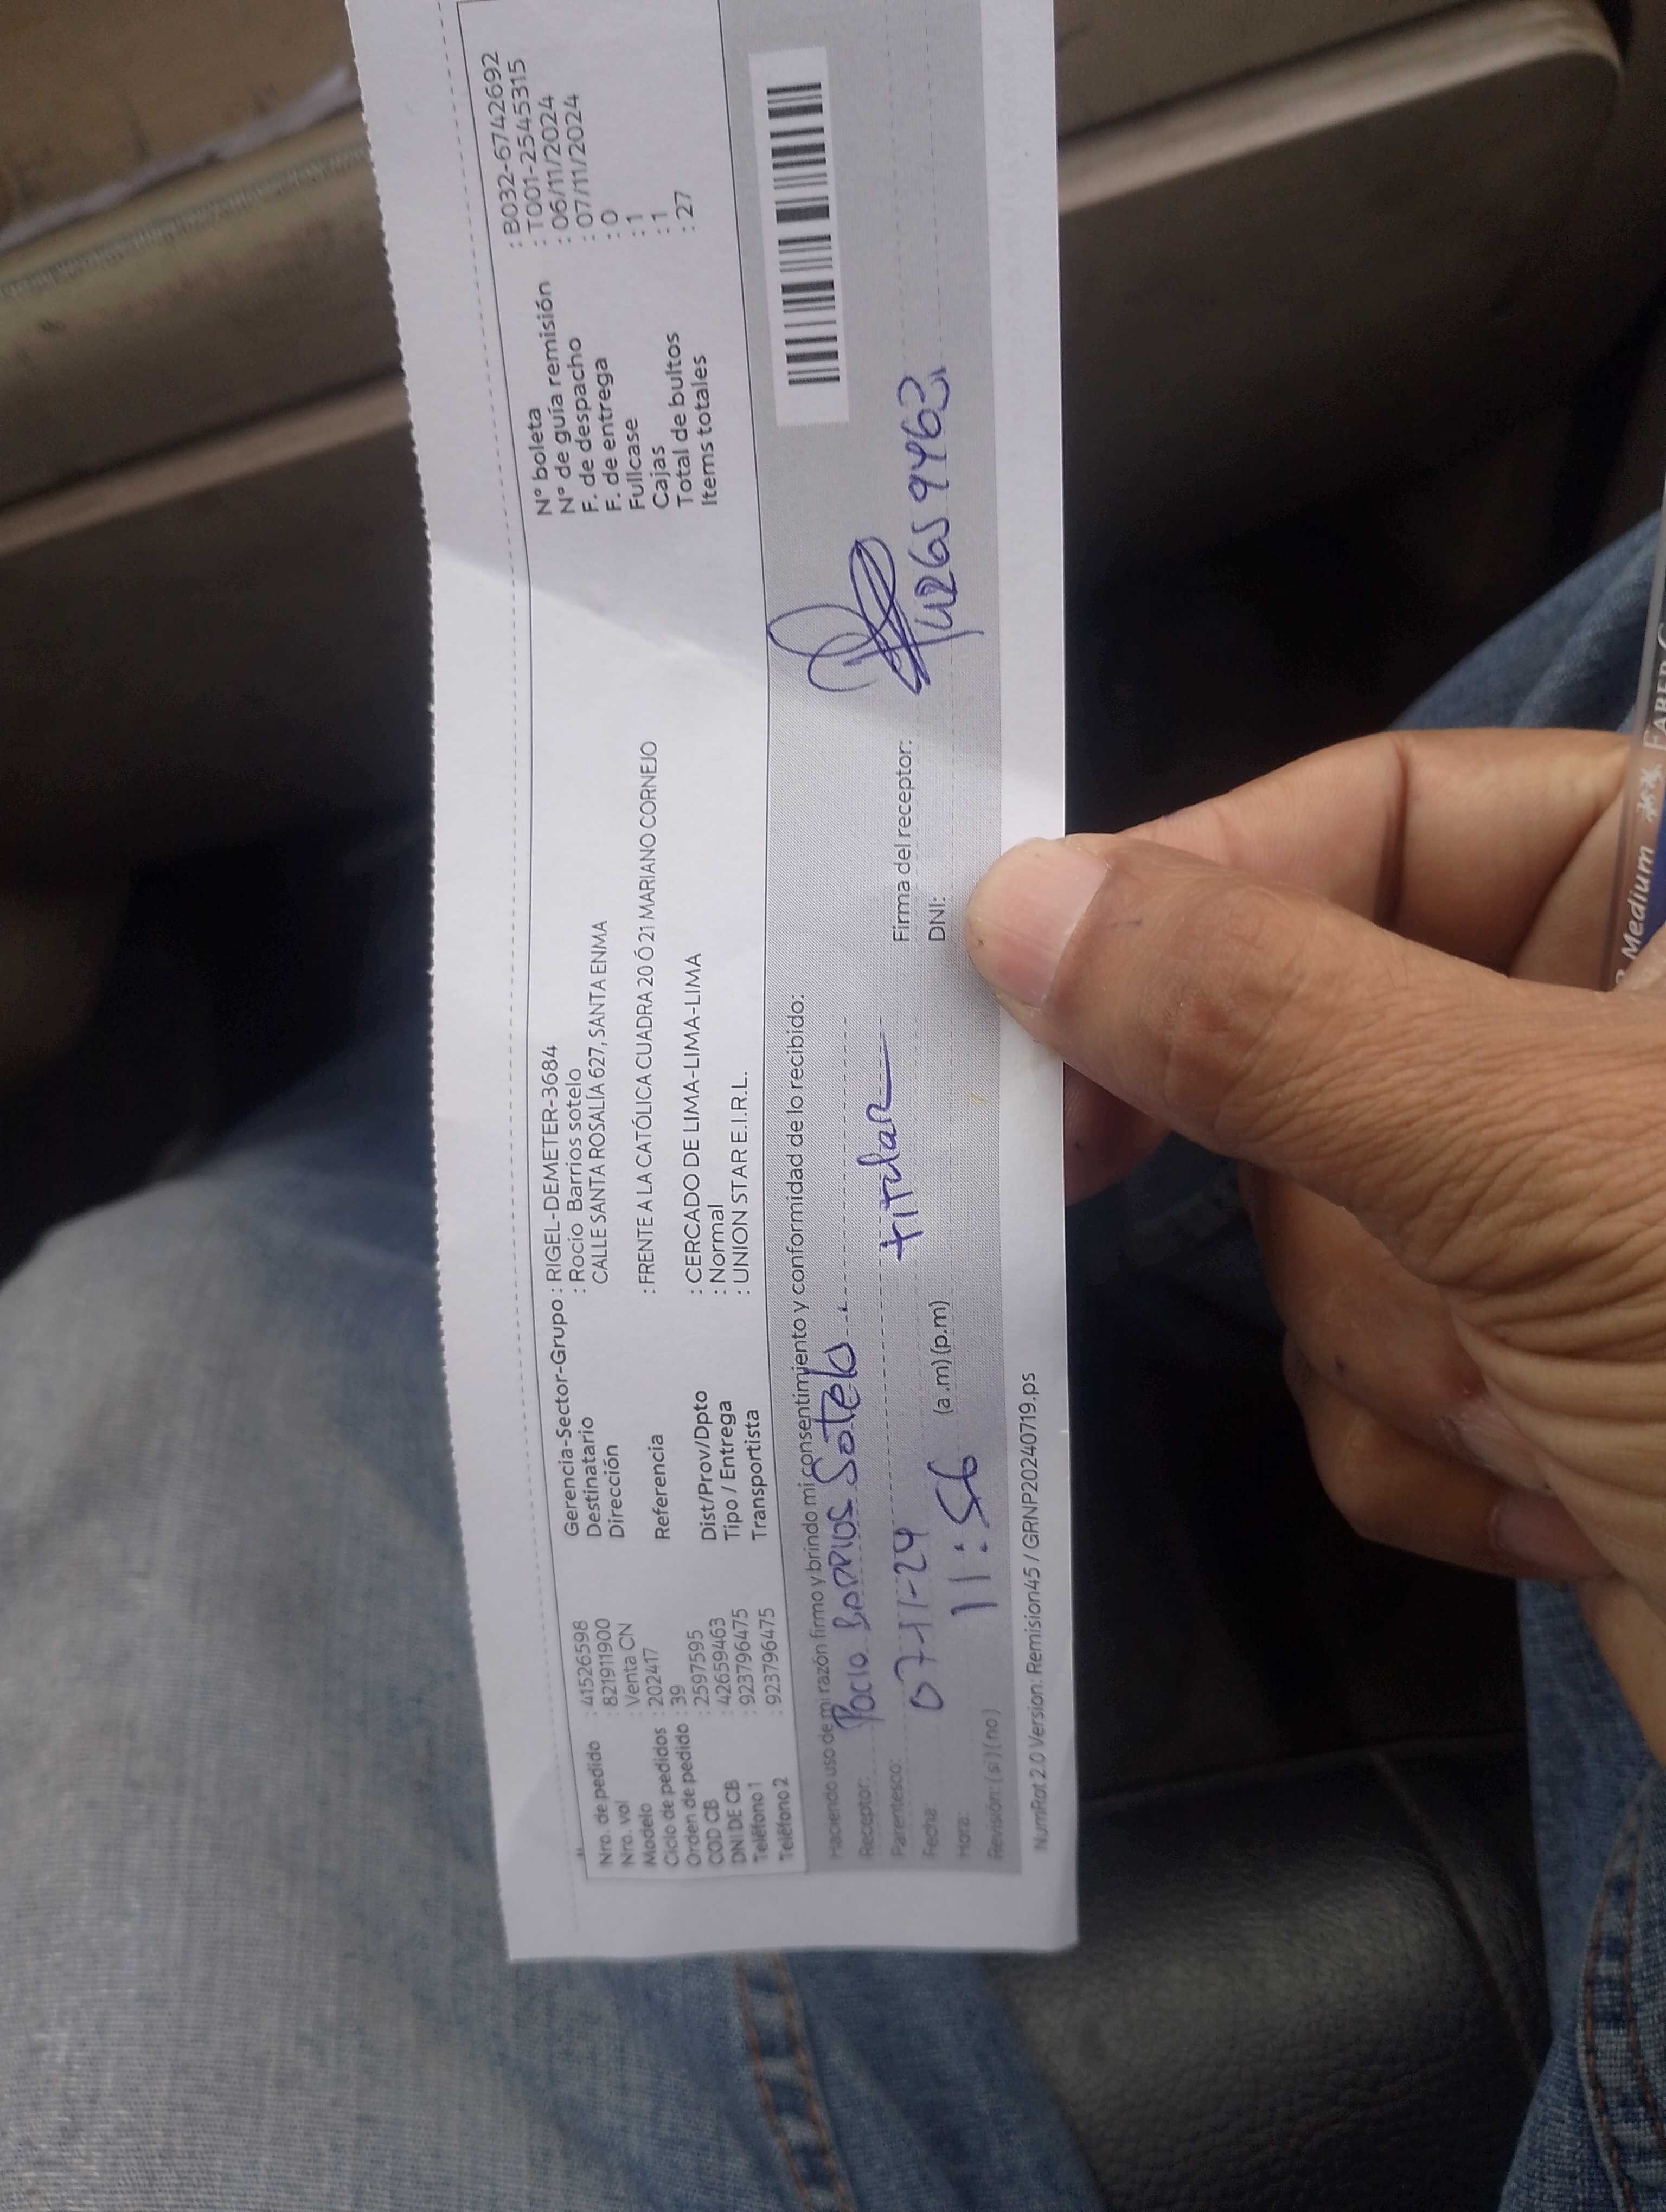 Nro. de pedido : 41526598
Nro. vol : 821911900
Modelo : Venta CN
Ciclo de pedidos : 202417
Orden de pedido : 39
COD CB : 2597595
DNI DE CB : 42659463
Teléfono 1 : 923796475
Teléfono 2 : 923796475
Gerencia-Sector-Grupo : RIGEL-DEMETER-3684
Destinatario : Rocio Barrios sotelo
Dirección CALLE SANTA ROSALÍA 627, SANTA ENMA
Referencia : FRENTE A LA CATÓLICA CUADRA 20 Ó 21 MARIANO CORNEJO
Dist/Prov/Dpto : CERCADO DE LIMA-LIMA-LIMA
Tipo / Entrega : Normal
Transportista : UNION STAR E.I.R.L.
N° boleta : B032-6742692
N° de guía remisión : T001-2545315
F. de despacho : 06/11/2024
F. de entrega : 07/11/2024
Fullcase : 0
Cajas : 1
Total de bultos : 1
Items totales : 27
Haciendo uso de mi razón firmo y brindo mi consentimiento y conformidad de lo recibido:
Receptor: Rocio Barrios Sotelo.
Parentesco: titular
Fecha: 07-11-24
Hora: 11:56 (a.m) (p.m)
Revisión: ( si ) ( no )
Firma del receptor:
DNI: 42659463
NumRot 2.0 Version: Remision45 / GRNP20240719.ps
Medium
FABER C